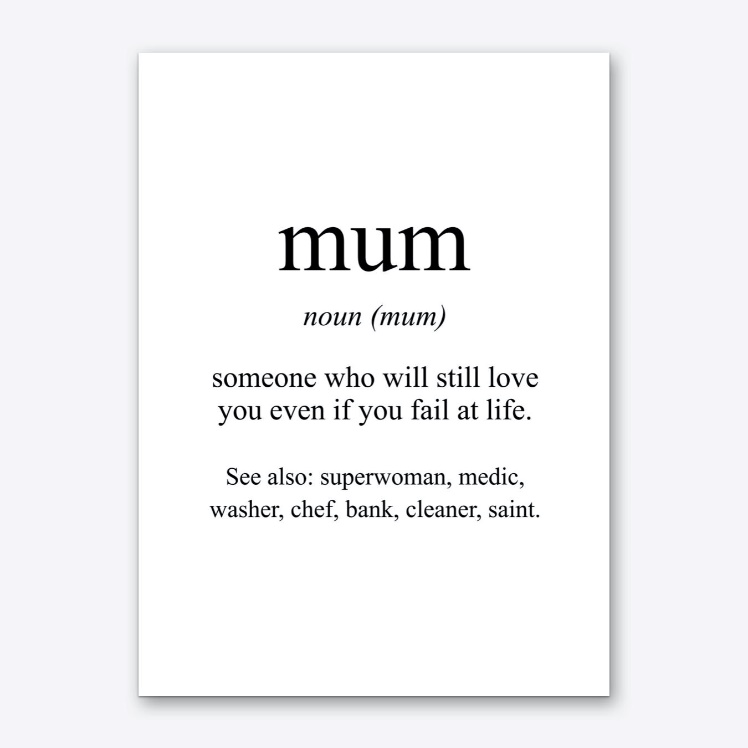 mum
noun (mum)
someone who will still love
you even if you fail at life.
See also: superwoman, medic,
washer, chef, bank, cleaner, saint.